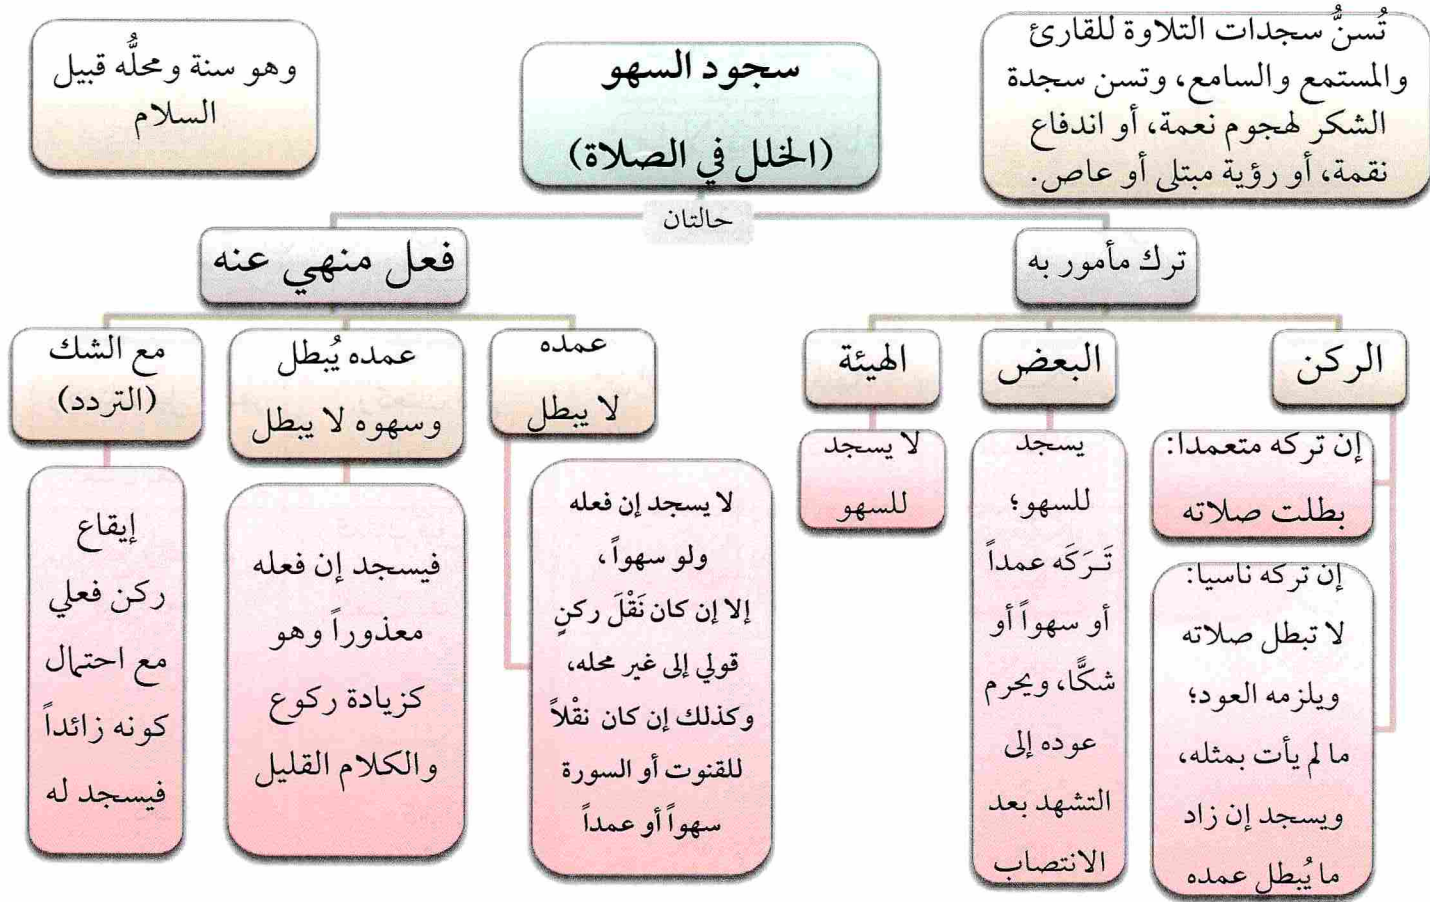 تُسنُّ سجدات التلاوة للقارئ
والمستمع والسامع، وتسن سجدة
الشكر لهجوم نعمة، أو اندفاع
نقمة، أو رؤية مبتلى أو عاص.
سجود السهو
(الخلل في الصلاة)
وهو سنة ومحلُّه قبيل
السلام
حالتان
ترك مأمور به
فعل منهي عنه
الركن
البعض
الهيئة
عمده
لا يبطل
عمده يُبطل
وسهوه لا يبطل
مع الشك
(التردد)
إن تركه متعمدا:
بطلت صلاته
إن تركه ناسيا:
لا تبطل صلاته
ويلزمه العود؛
ما لم يأت بمثله،
ويسجد إن زاد
ما يُبطل عمده
يسجد
للسهو؛
تَرَكَه عمداً
أو سهواً أو
شكًّا، ويحرم
عوده إلى
التشهد بعد
الانتصاب
لا يسجد
للسهو
لا يسجد إن فعله
ولو سهواً،
إلا إن كان نَقْلَ ركنٍ
قولي إلى غير محله،
وكذلك إن كان نقْلاً
للقنوت أو السورة
سهواً أو عمداً
فيسجد إن فعله
معذوراً وهو
كزيادة ركوع
والكلام القليل
إيقاع
ركن فعلي
مع احتمال
كونه زائداً
فيسجد له